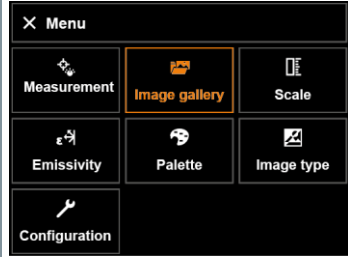 Menu
Measurement
Image gallery
Scale
ε
Emissivity
Palette
Image type
Configuration